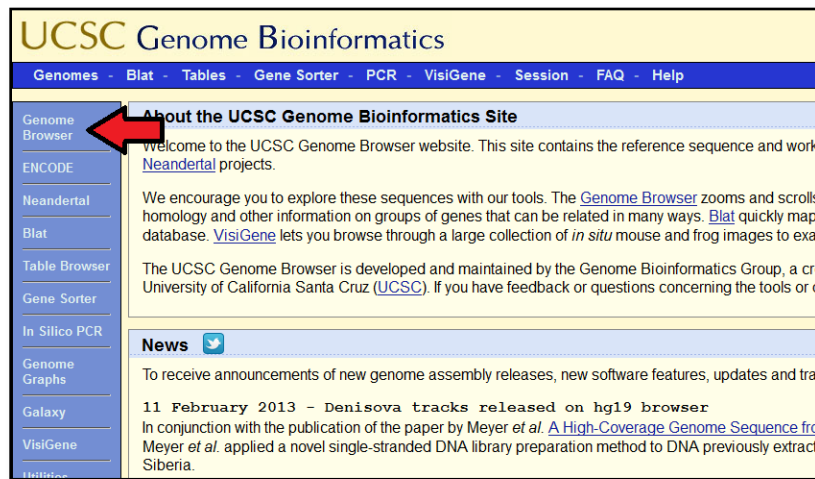 UCSC Genome Bioinformatics
Genomes - Blat - Tables - Gene Sorter - PCR - VisiGene - Session - FAQ - Help
Genome
Browser
ENCODE
Neandertal
Blat
Table Browser
Gene Sorter
In Silico PCR
Genome
Graphs
Galaxy
VisiGene
Utilities
About the UCSC Genome Bioinformatics Site
Welcome to the UCSC Genome Browser website. This site contains the reference sequence and work
Neandertal projects.
We encourage you to explore these sequences with our tools. The Genome Browser zooms and scrolls
homology and other information on groups of genes that can be related in many ways. Blat quickly map
database. VisiGene lets you browse through a large collection of in situ mouse and frog images to exa
The UCSC Genome Browser is developed and maintained by the Genome Bioinformatics Group, a cr
University of California Santa Cruz (UCSC). If you have feedback or questions concerning the tools or
News
To receive announcements of new genome assembly releases, new software features, updates and tra
11 February 2013 - Denisova tracks released on hg19 browser
In conjunction with the publication of the paper by Meyer et al. A High-Coverage Genome Sequence fro
Meyer et al. applied a novel single-stranded DNA library preparation method to DNA previously extract
Siberia.